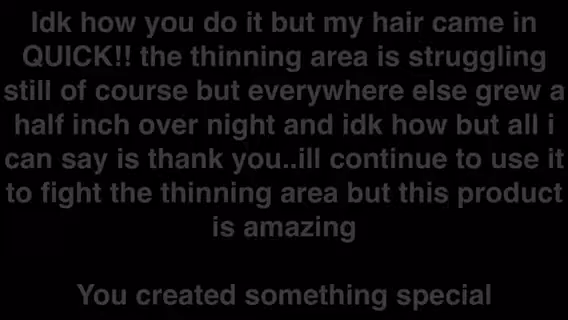 Idk how you do it but my hair came in
QUICK!! the thinning area is struggling
still of course but everywhere else grew a
half inch over night and idk how but all i
can say is thank you..ill continue to use it
to fight the thinning area but this product
is amazing
You created something special